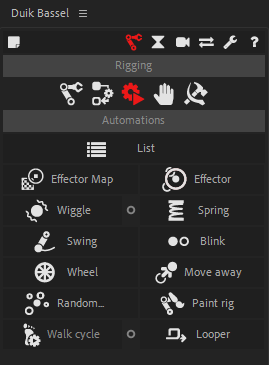 Duik Bassel
?
Rigging
Automations
List
Effector Map
Effector
Wiggle
Spring
Swing
Blink
Wheel
Move away
Random...
Paint rig
Walk cycle
Looper